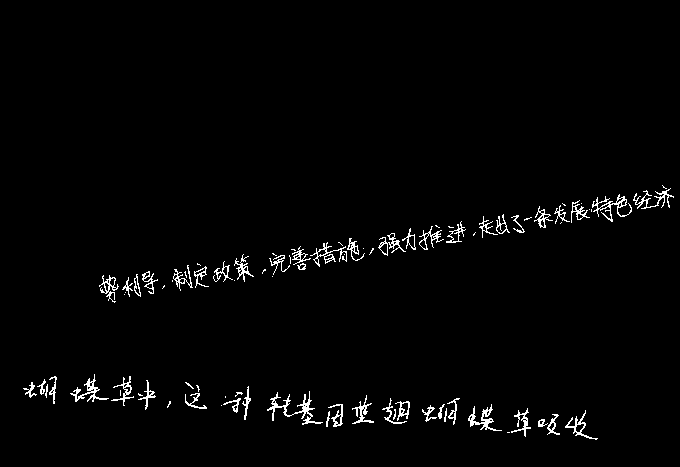 势利导,制定政策,完善措施,强力推进,走出了一条发展特色经济
蝴蝶草中,这种转基因蓝翅蝴蝶草吸收